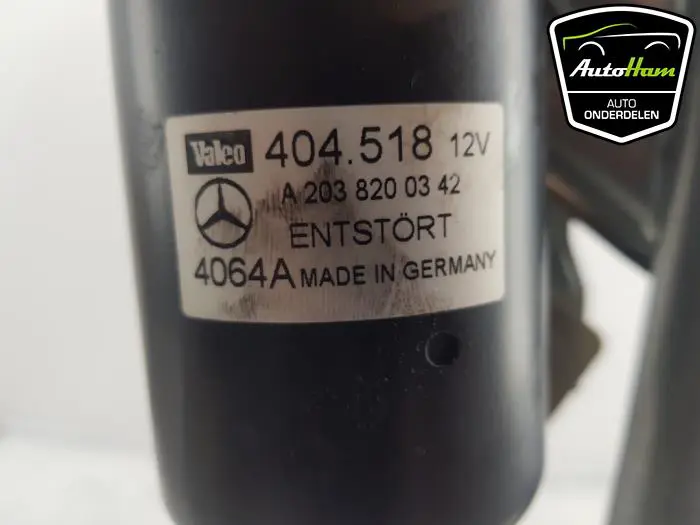 AutoHam
AUTO
ONDERDELEN
Valeo 404.518 12V
A 203 820 03 42
ENTSTÖRT
4064A MADE IN GERMANY